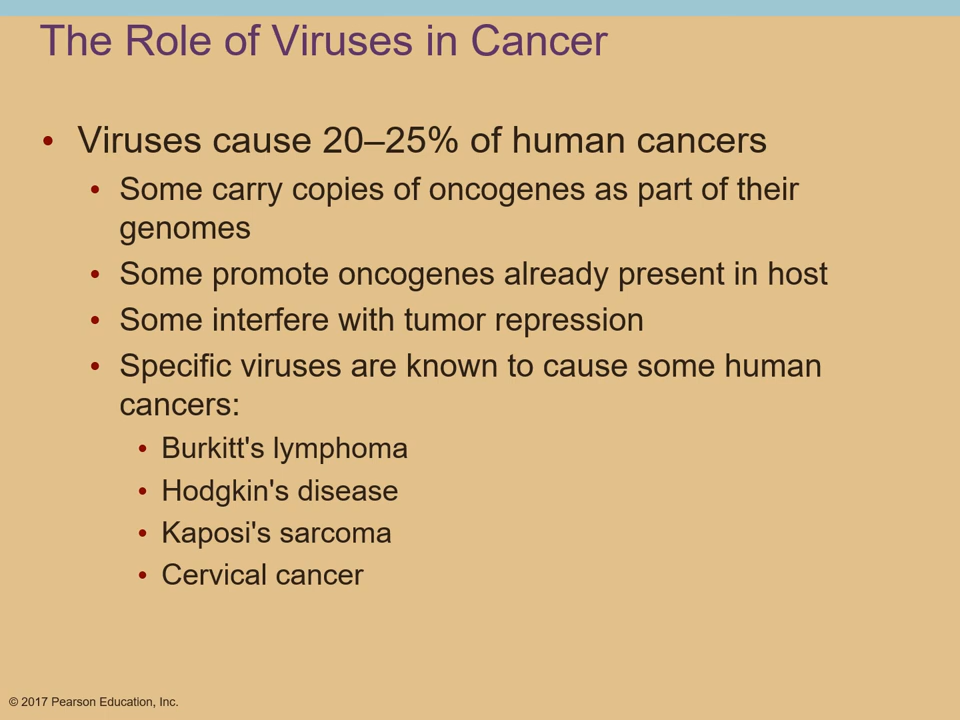 The Role of Viruses in Cancer
• Viruses cause 20–25% of human cancers
• Some carry copies of oncogenes as part of their
genomes
• Some promote oncogenes already present in host
• Some interfere with tumor repression
• Specific viruses are known to cause some human
cancers:
• Burkitt's lymphoma
• Hodgkin's disease
• Kaposi's sarcoma
• Cervical cancer
© 2017 Pearson Education, Inc.